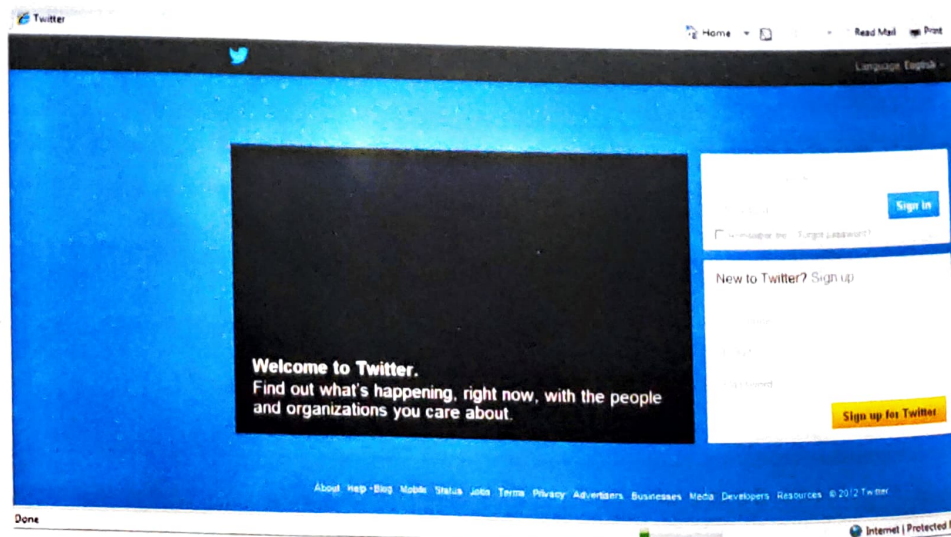 Twitter
Home
Read Mail
Print
Language: English
Sign in
Remember me
Forgot password?
New to Twitter? Sign up
Welcome to Twitter.
Find out what's happening, right now, with the people
and organizations you care about.
Sign up for Twitter
About Help Blog Mobile Status Jobs Terms Privacy Advertisers Businesses Media Developers Resources © 2012 Twitter
Done
Internet | Protected